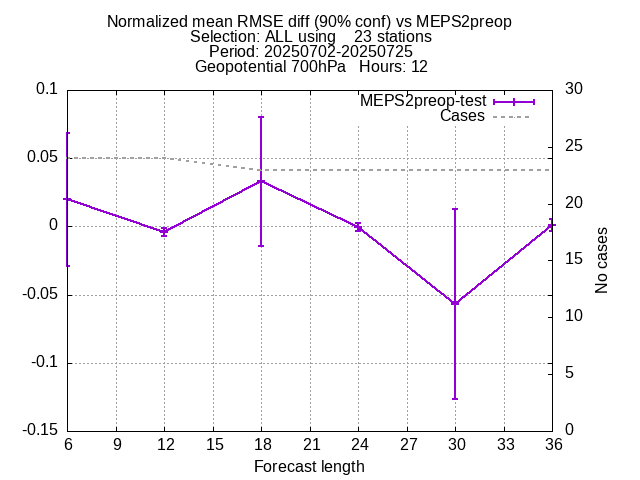 Normalized mean RMSE diff (90% conf) vs MEPS2preop
Selection: ALL using    23 stations
Period: 20250702-20250725
Geopotential 700hPa   Hours: 12
MEPS2preop-test
Cases
0.1
0.05
0
-0.05
-0.1
-0.15
30
25
20
15
10
5
0
No cases
6 9 12 15 18 21 24 27 30 33 36
Forecast length